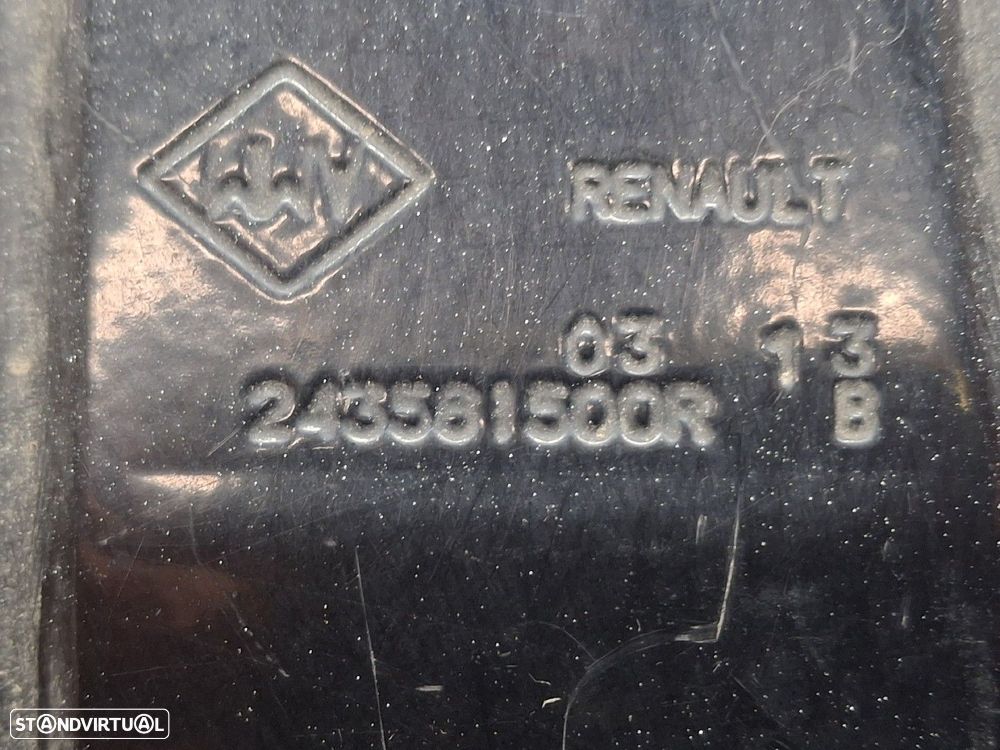 RENAULT
03 13
243581500R B
STANDVIRTUAL